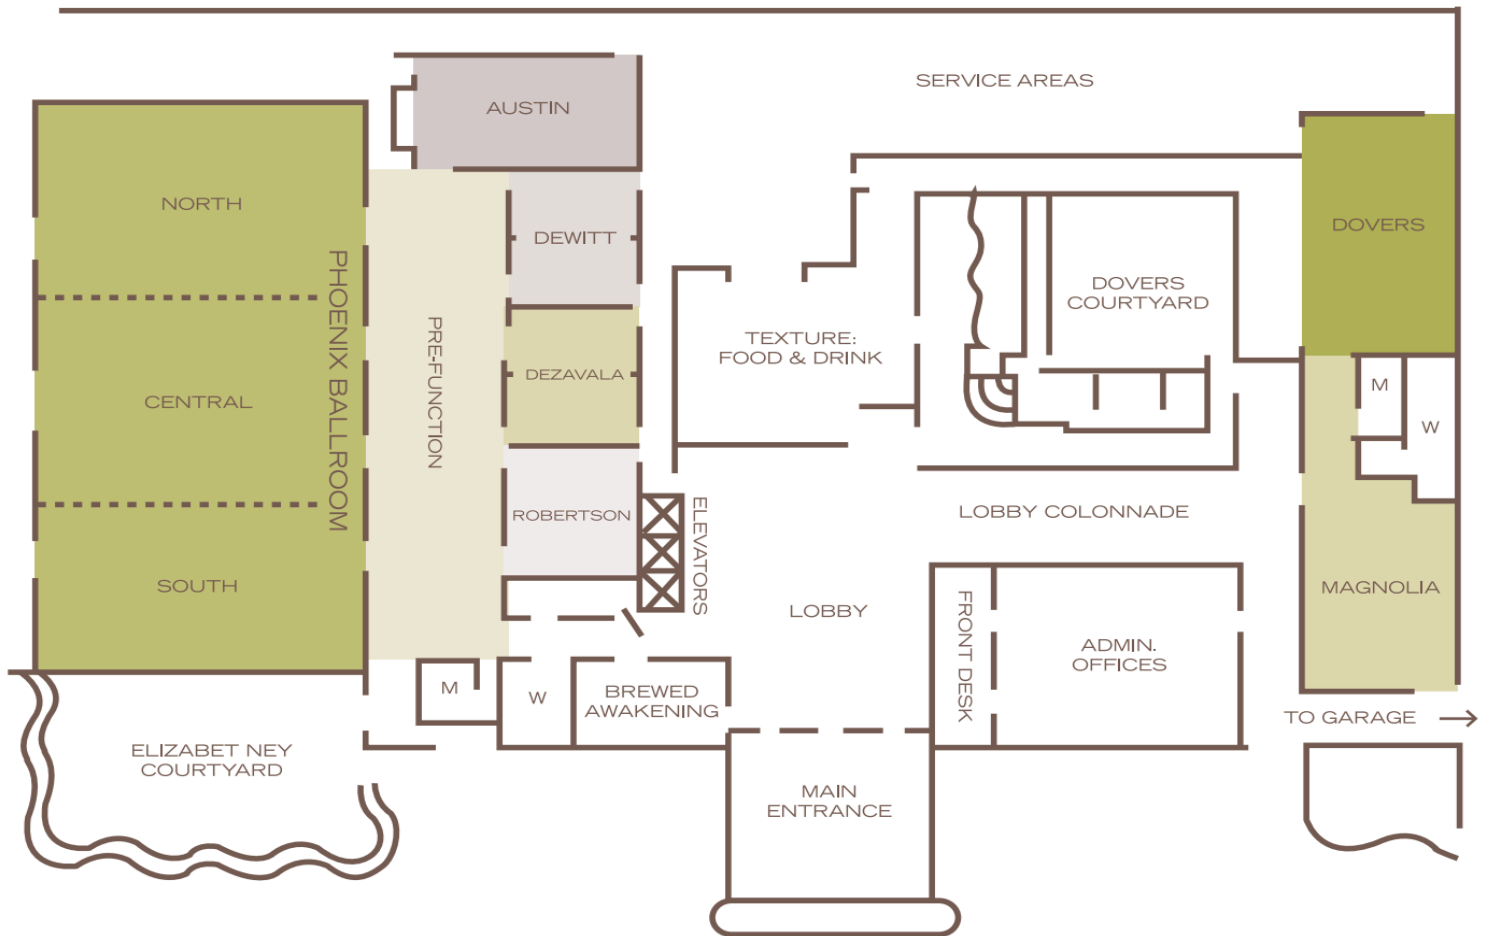 SERVICE AREAS
AUSTIN
NORTH
DOVERS
DEWITT
PHOENIX BALLROOM
PRE-FUNCTION
DOVERS
COURTYARD
TEXTURE:
FOOD & DRINK
DEZAVALA
CENTRAL
M
W
ROBERTSON
ELEVATORS
LOBBY COLONNADE
SOUTH
LOBBY
FRONT DESK
MAGNOLIA
ADMIN.
OFFICES
M
W
BREWED
AWAKENING
TO GARAGE
ELIZABET NEY
COURTYARD
MAIN
ENTRANCE